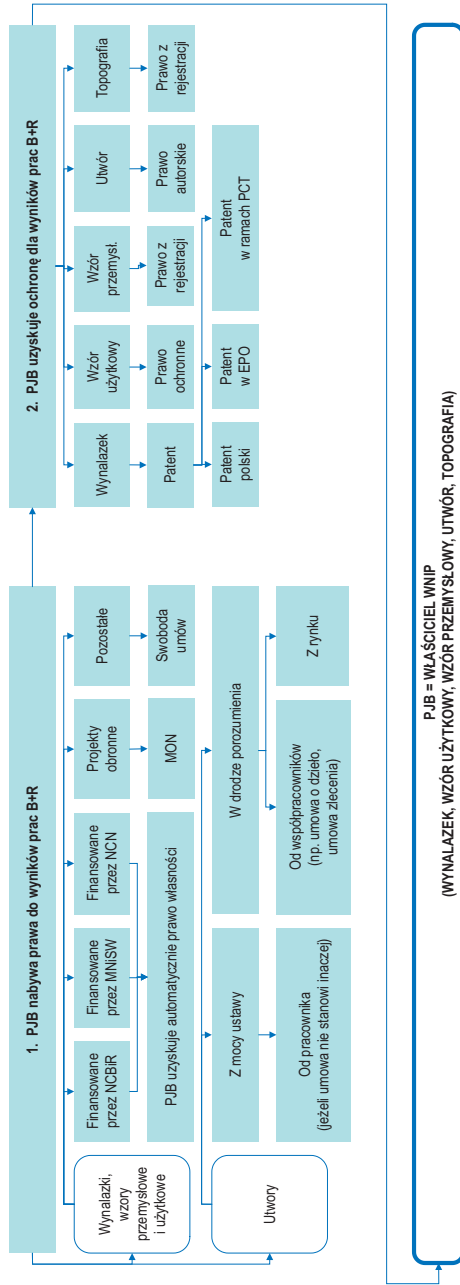 1. PJB nabywa prawa do wyników prac B+R
Wynalazki,
wzory
przemysłowe
i użytkowe
Finansowane
przez NCBiR
Finansowane
przez MNiSW
Finansowane
przez NCN
Projekty
obronne
Pozostałe
PJB uzyskuje automatycznie prawo własności
MON
Swoboda
umów
Utwory
Z mocy ustawy
W drodze porozumienia
Od pracownika
(jeżeli umowa nie stanowi inaczej)
Od współpracowników
(np. umowa o dzieło,
umowa zlecenia)
Z rynku
2. PJB uzyskuje ochronę dla wyników prac B+R
Wynalazek
Wzór
użytkowy
Wzór
przemysł.
Utwór
Topografia
Patent
Prawo
ochronne
Prawo z
rejestracji
Prawo
autorskie
Prawo z
rejestracji
Patent
polski
Patent
w EPO
Patent
w ramach PCT
PJB = WŁAŚCICIEL WNIP
(WYNALAZEK, WZÓR UŻYTKOWY, WZÓR PRZEMYSŁOWY, UTWÓR, TOPOGRAFIA)